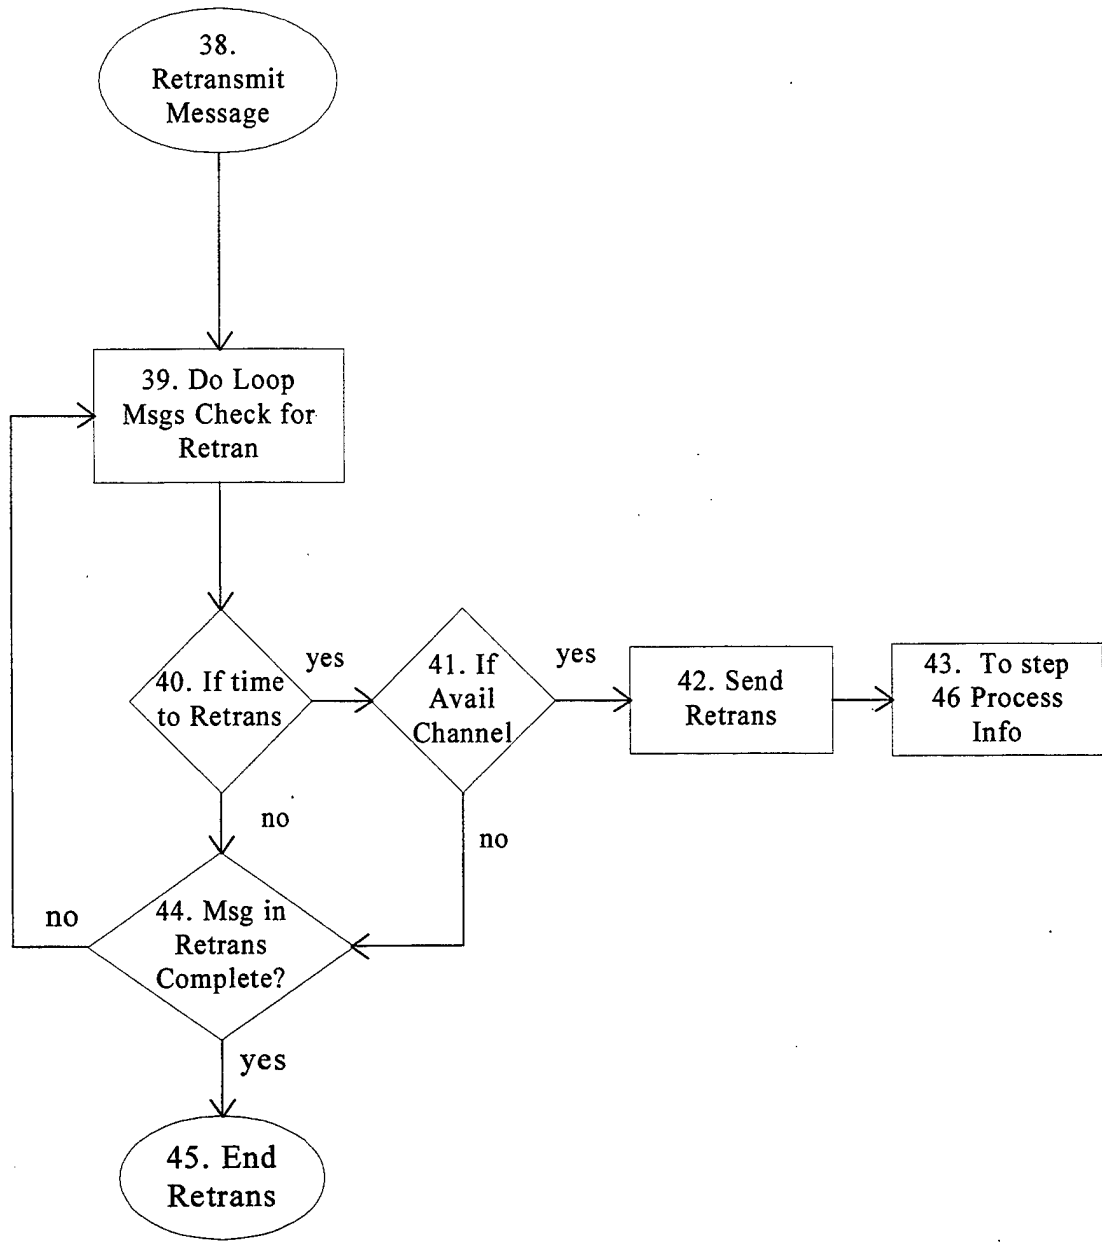 38.
Retransmit
Message
39. Do Loop
Msgs Check for
Retran
40. If time
to Retrans
yes
41. If
Avail
Channel
yes
42. Send
Retrans
43. To step
46 Process
Info
no
no
44. Msg in
Retrans
Complete?
no
yes
45. End
Retrans